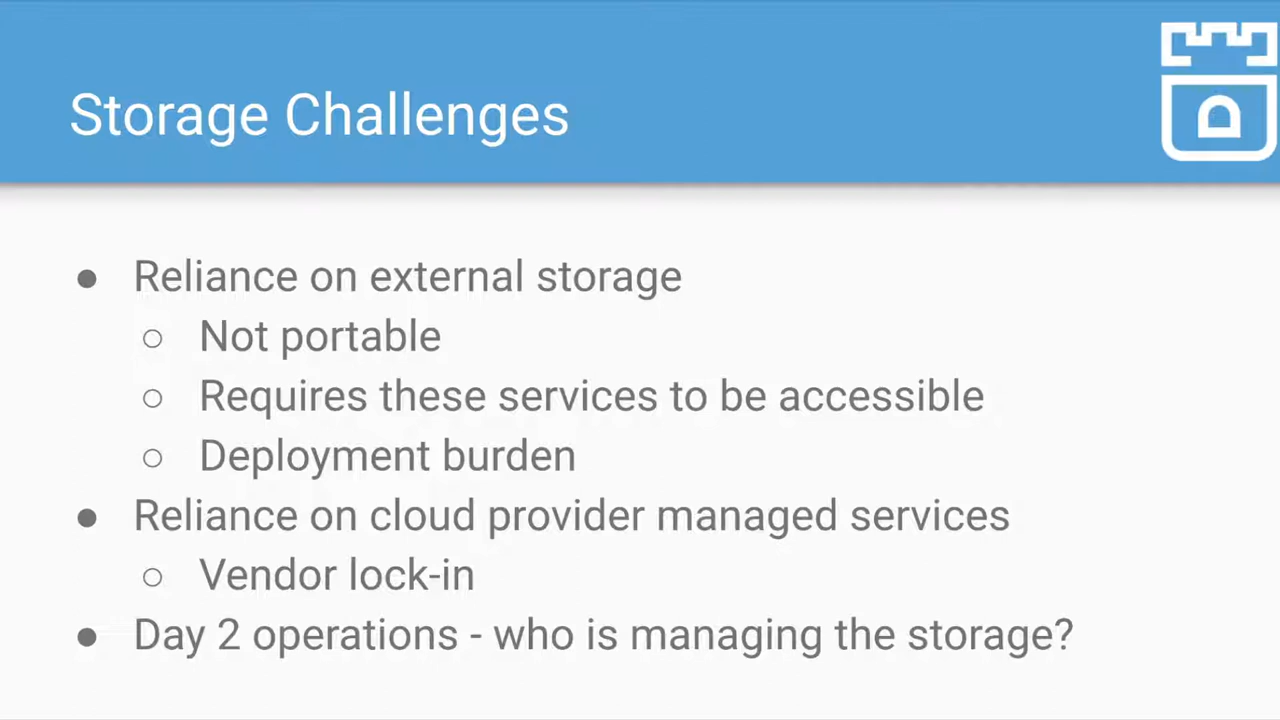 Storage Challenges
● Reliance on external storage
○ Not portable
○ Requires these services to be accessible
○ Deployment burden
● Reliance on cloud provider managed services
○ Vendor lock-in
● Day 2 operations - who is managing the storage?